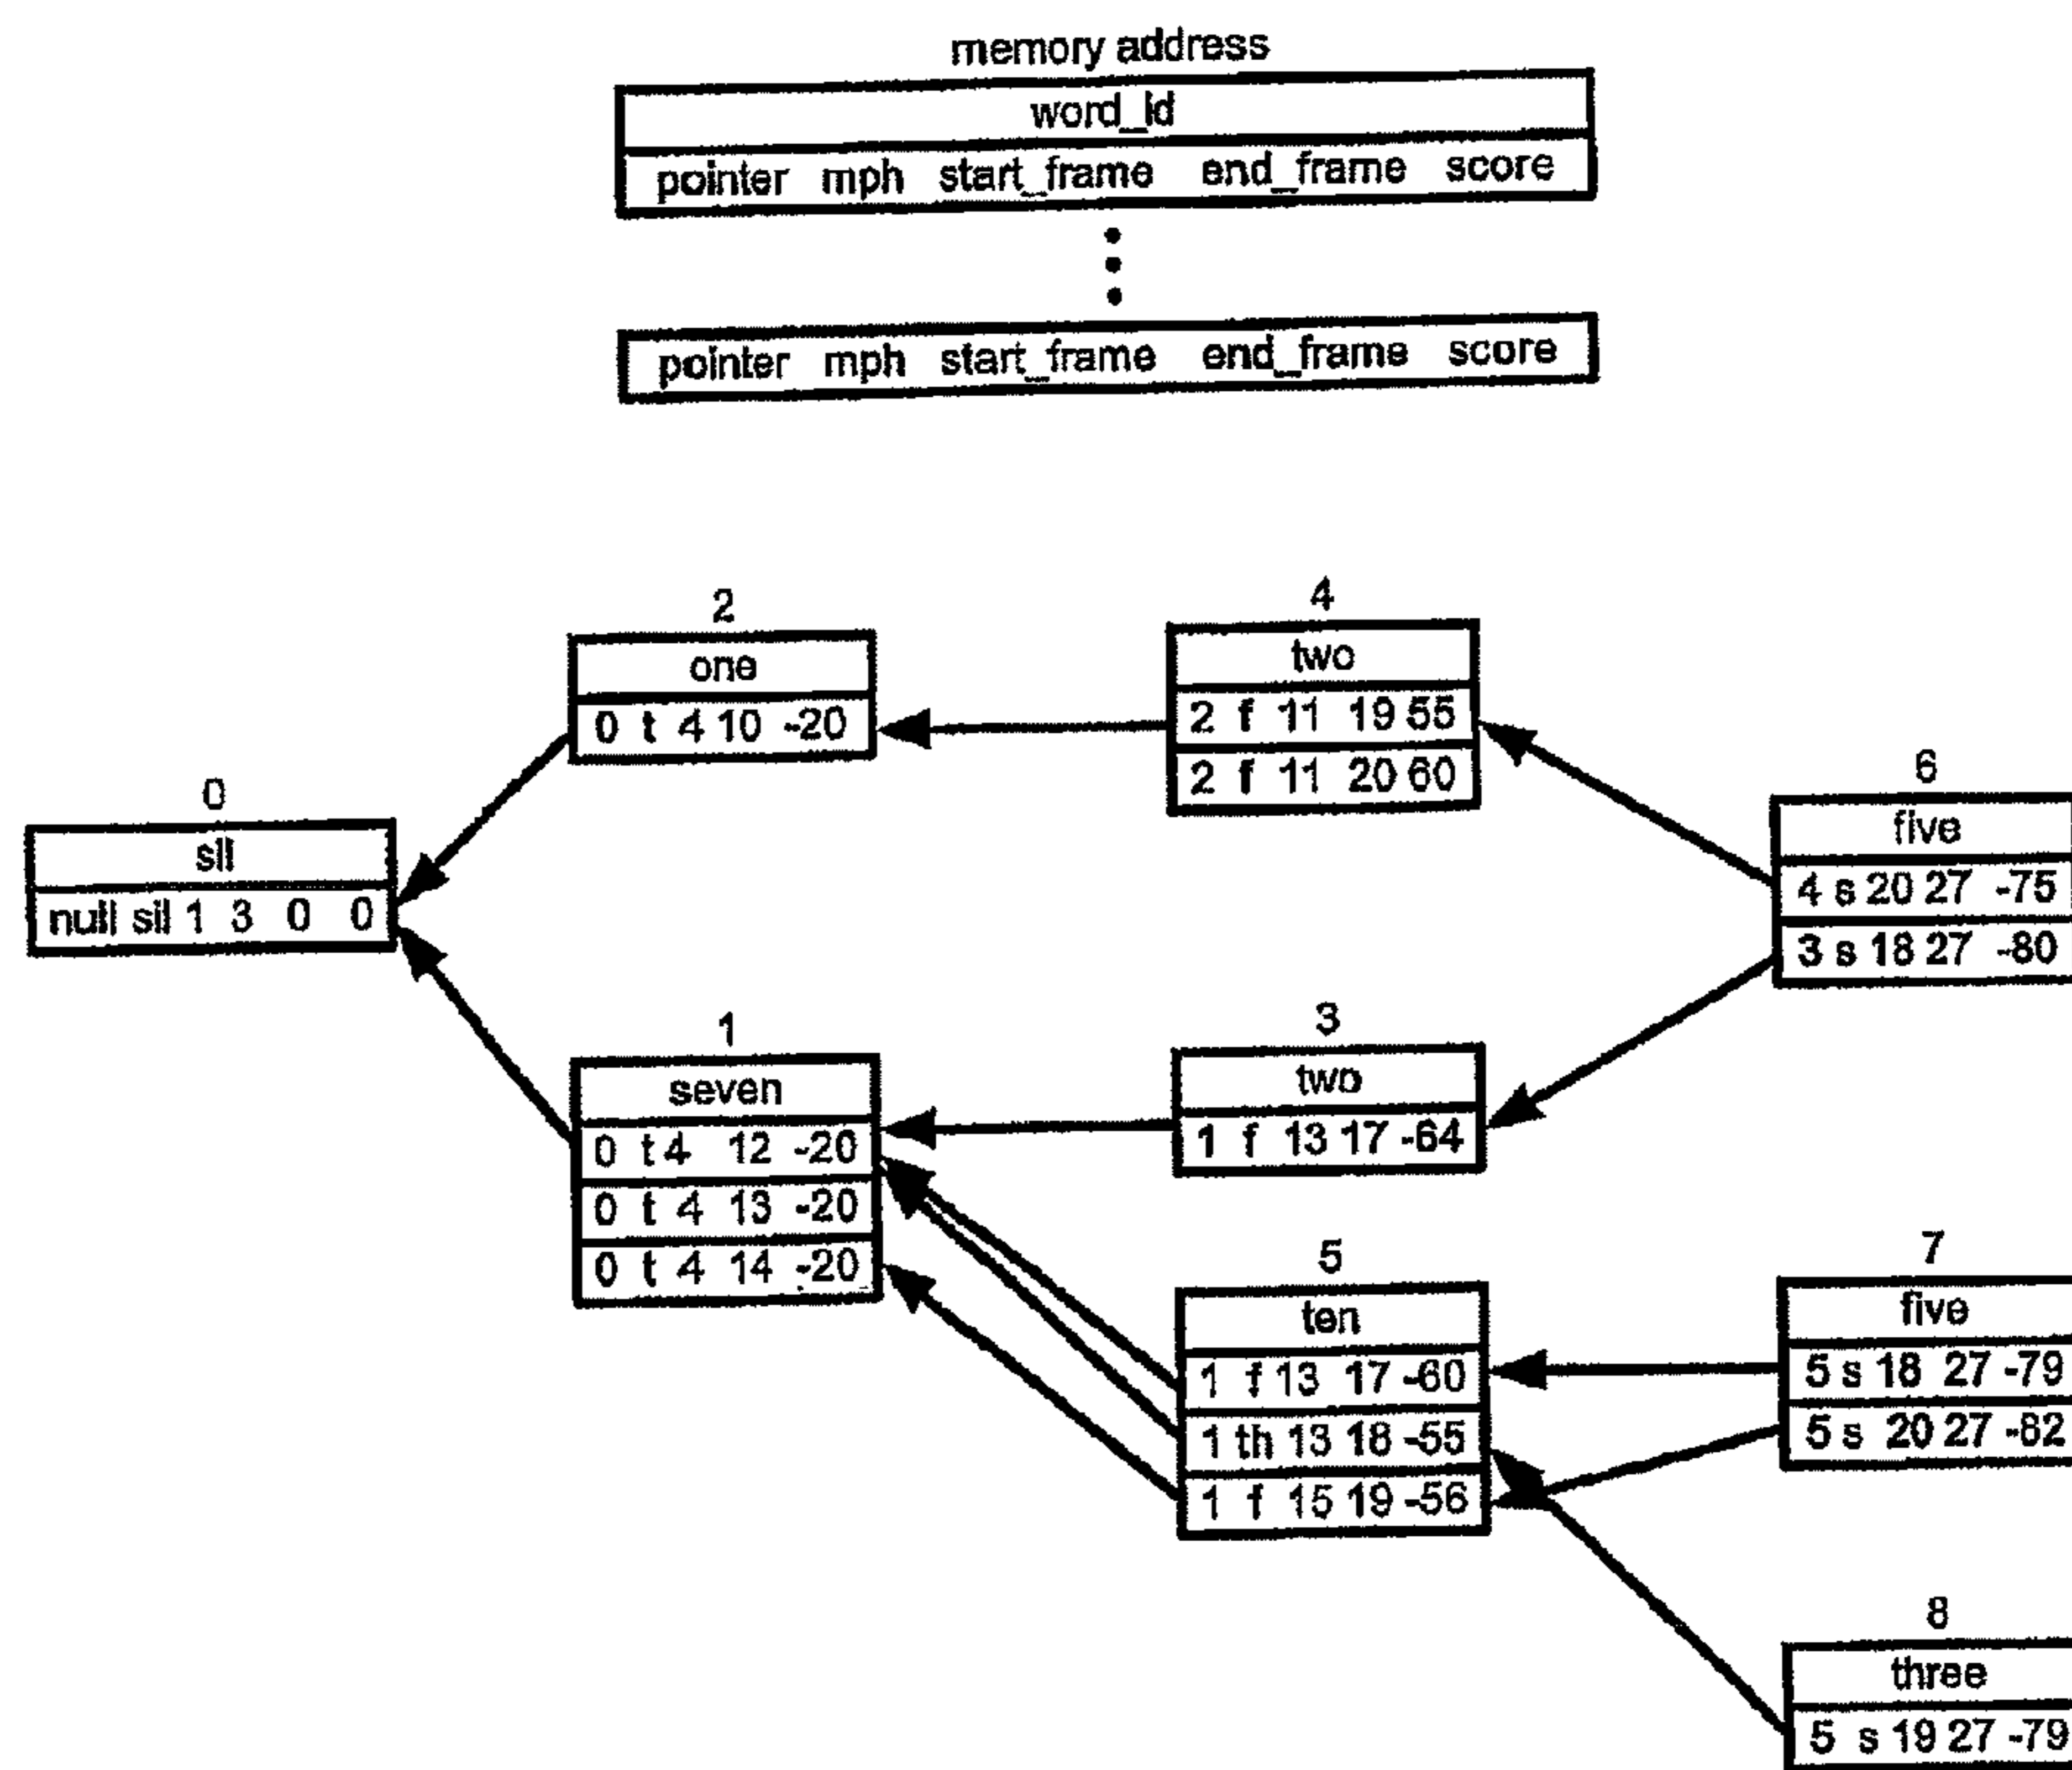 memory address
word_id
pointer mph start_frame end_frame score
pointer mph start_frame end_frame score
2
one
0 t 4 10 -20
4
two
2 f 11 19 55
2 f 11 20 60
0
sil
null sil 1 3 0 0
6
five
4 s 20 27 -75
3 s 18 27 -80
1
seven
0 t 4 12 -20
0 t 4 13 -20
0 t 4 14 -20
3
two
1 f 13 17 -64
5
ten
1 f 13 17 -60
1 th 13 18 -55
1 f 15 19 -56
7
five
5 s 18 27 -79
5 s 20 27 -82
8
three
5 s 19 27 -79